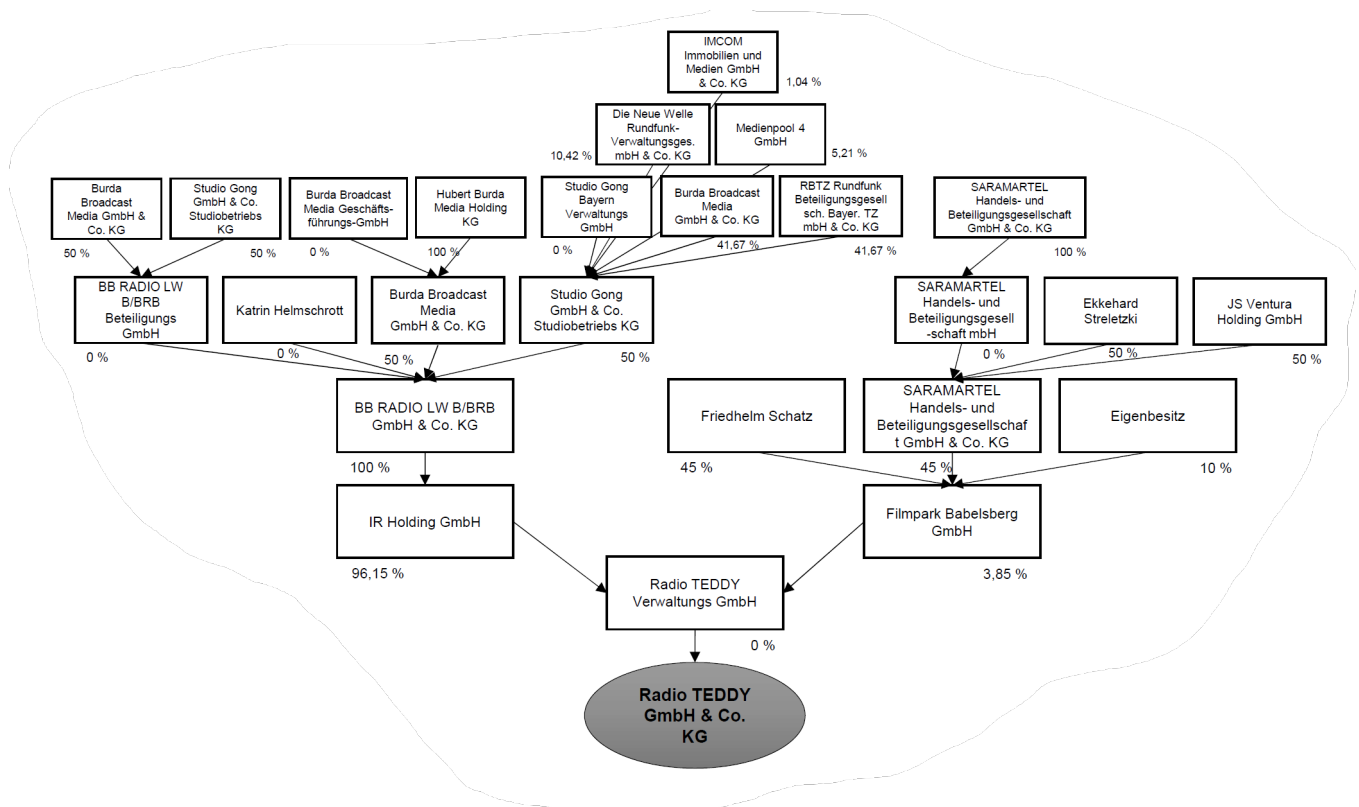 IMCOM
Immobilien und
Medien GmbH
& Co. KG
1,04 %
Die Neue Welle
Rundfunk-
Verwaltungsges.
mbH & Co. KG
Medienpool 4
GmbH
10,42 %
5,21 %
Burda
Broadcast
Media GmbH &
Co. KG
Studio Gong
GmbH & Co.
Studiobetriebs
KG
Burda Broadcast
Media Geschäfts-
führungs-GmbH
Hubert Burda
Media Holding
KG
Studio Gong
Bayern
Verwaltungs
GmbH
Burda Broadcast
Media
GmbH & Co. KG
RBTZ Rundfunk
Beteiligungsgesell
sch. Bayer. TZ
mbH & Co. KG
SARAMARTEL
Handels- und
Beteiligungsgesellschaft
GmbH & Co. KG
50 %
50 %
0 %
100 %
0 %
41,67 %
41,67 %
100 %
BB RADIO LW
B/BRB
Beteiligungs
GmbH
Katrin Helmschrott
Burda Broadcast
Media
GmbH & Co. KG
Studio Gong
GmbH & Co.
Studiobetriebs KG
SARAMARTEL
Handels- und
Beteiligungsgesell
-schaft mbH
Ekkehard
Streletzki
JS Ventura
Holding GmbH
0 %
0 %
50 %
50 %
0 %
50 %
50 %
BB RADIO LW B/BRB
GmbH & Co. KG
Friedhelm Schatz
SARAMARTEL
Handels- und
Beteiligungsgesellschaf
t GmbH & Co. KG
Eigenbesitz
100 %
45 %
45 %
10 %
IR Holding GmbH
Filmpark Babelsberg
GmbH
96,15 %
3,85 %
Radio TEDDY
Verwaltungs GmbH
0 %
Radio TEDDY
GmbH & Co.
KG